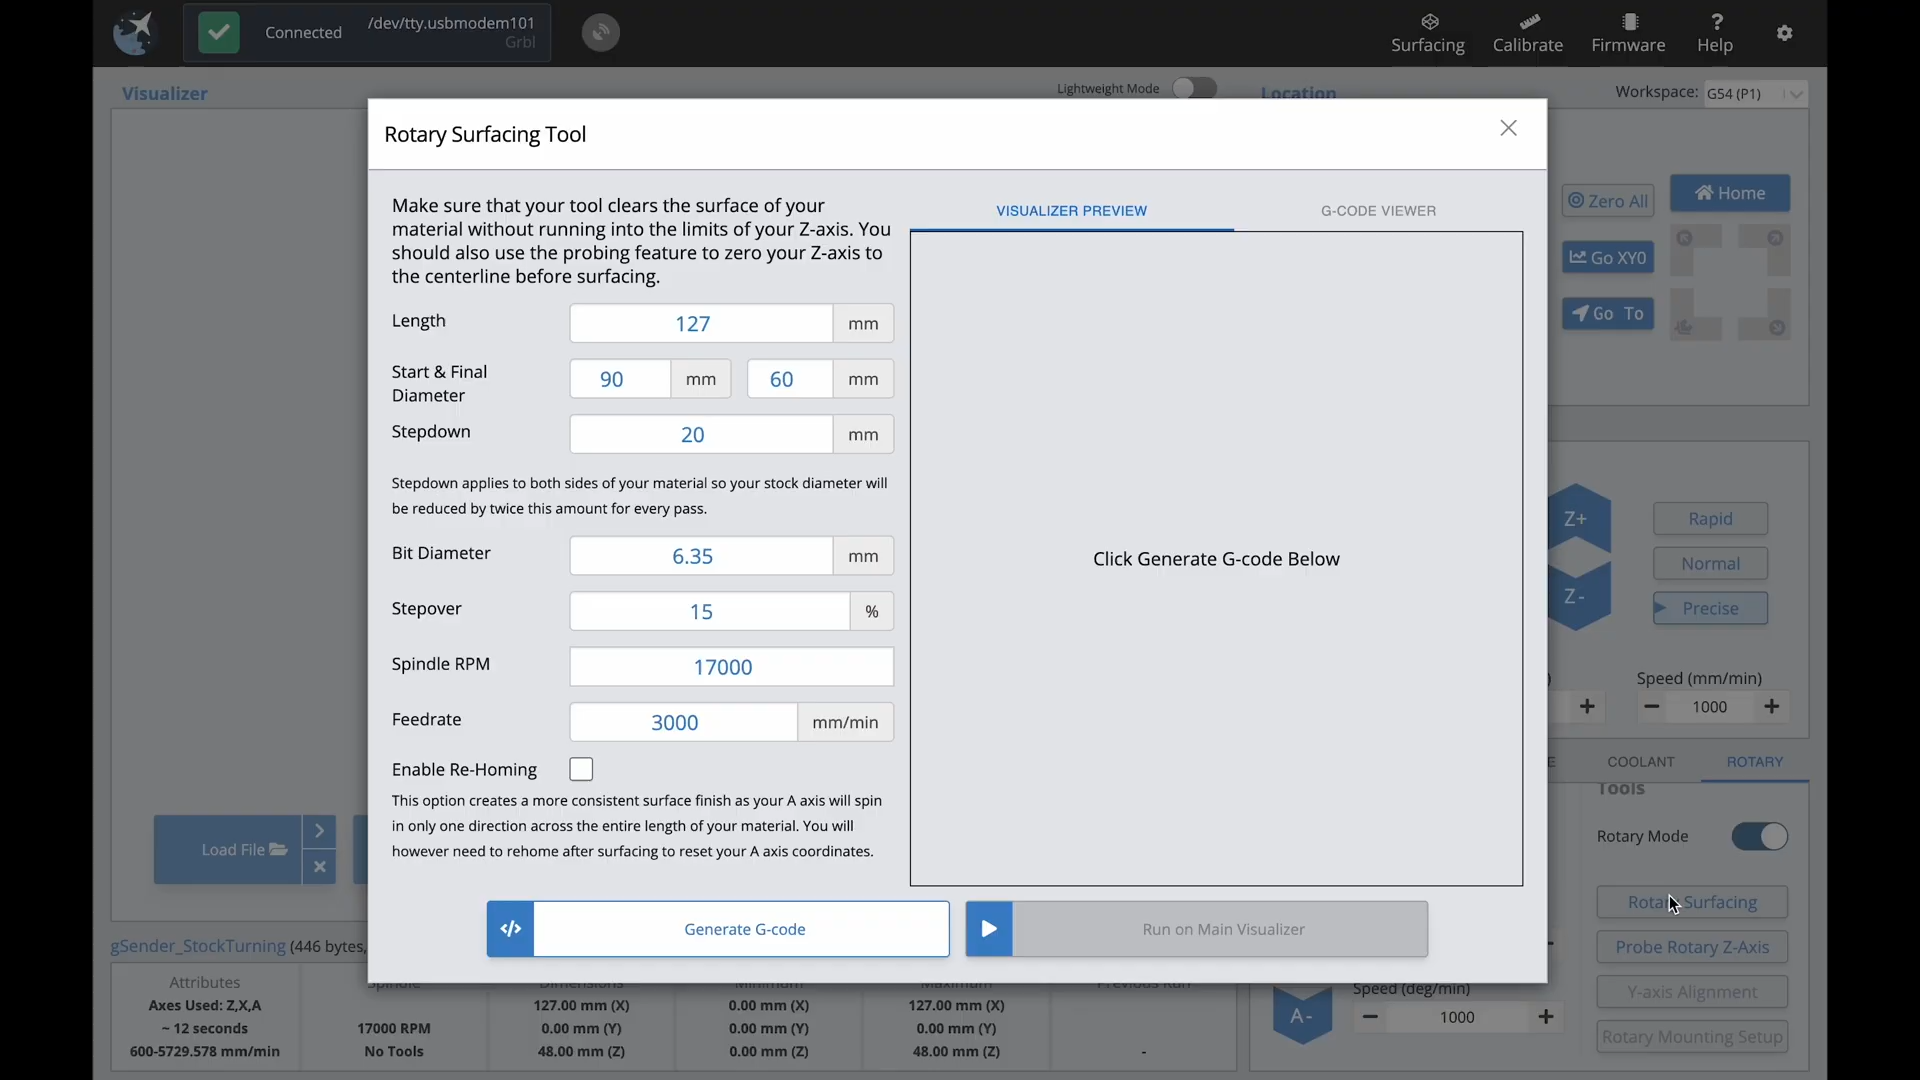 Connected
/dev/tty.usbmodem101
Grbl
Surfacing
Calibrate
Firmware
Help
Visualizer
Lightweight Mode
Location
Workspace:
G54 (P1)
Rotary Surfacing Tool
Make sure that your tool clears the surface of your
material without running into the limits of your Z-axis. You
should also use the probing feature to zero your Z-axis to
the centerline before surfacing.
Length
127
mm
Start & Final
Diameter
90
mm
60
mm
Stepdown
20
mm
Stepdown applies to both sides of your material so your stock diameter will
be reduced by twice this amount for every pass.
Bit Diameter
6.35
mm
Stepover
15
%
Spindle RPM
17000
Feedrate
3000
mm/min
Enable Re-Homing
This option creates a more consistent surface finish as your A axis will spin
in only one direction across the entire length of your material. You will
however need to rehome after surfacing to reset your A axis coordinates.
VISUALIZER PREVIEW
G-CODE VIEWER
Click Generate G-code Below
Generate G-code
Run on Main Visualizer
Zero All
Home
Go XY0
Go To
Z+
Z-
Rapid
Normal
Precise
Speed (mm/min)
1000
COOLANT
ROTARY
Tools
Rotary Mode
Rotary Surfacing
Probe Rotary Z-Axis
Y-axis Alignment
Rotary Mounting Setup
Load File
gSender_StockTurning (446 bytes,
Attributes
Axes Used: Z,X,A
~ 12 seconds
600-5729.578 mm/min
Spindle
17000 RPM
No Tools
Dimensions
127.00 mm (X)
0.00 mm (Y)
48.00 mm (Z)
Minimum
0.00 mm (X)
0.00 mm (Y)
0.00 mm (Z)
Maximum
127.00 mm (X)
0.00 mm (Y)
48.00 mm (Z)
Previous Run
-
A-
Speed (deg/min)
1000